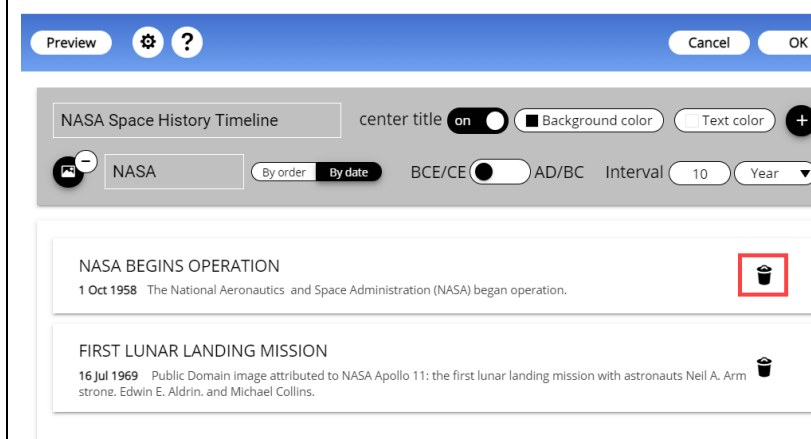 Preview ? Cancel OK
NASA Space History Timeline center title on Background color Text color +
NASA By order By date BCE/CE AD/BC Interval 10 Year
NASA BEGINS OPERATION
1 Oct 1958 The National Aeronautics and Space Administration (NASA) began operation.
FIRST LUNAR LANDING MISSION
16 Jul 1969 Public Domain image attributed to NASA Apollo 11: the first lunar landing mission with astronauts Neil A. Arm
strong, Edwin E. Aldrin, and Michael Collins.